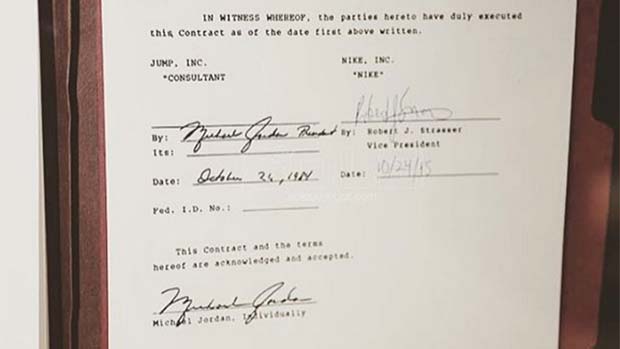 IN WITNESS WHEREOF, the parties hereto have duly executed
this Contract as of the date first above written.
JUMP, INC.
"CONSULTANT
NIKE, INC.
"NIKE"
By: Michael Jordan President
Its:
Date: October 26, 1984
Fed. I.D. No.:
By: Robert J. Strasser
Vice President
Date: 10/24/
This Contract and the terms
hereof are acknowledged and accepted.
Michael Jordan
Michael Jordan, Individually